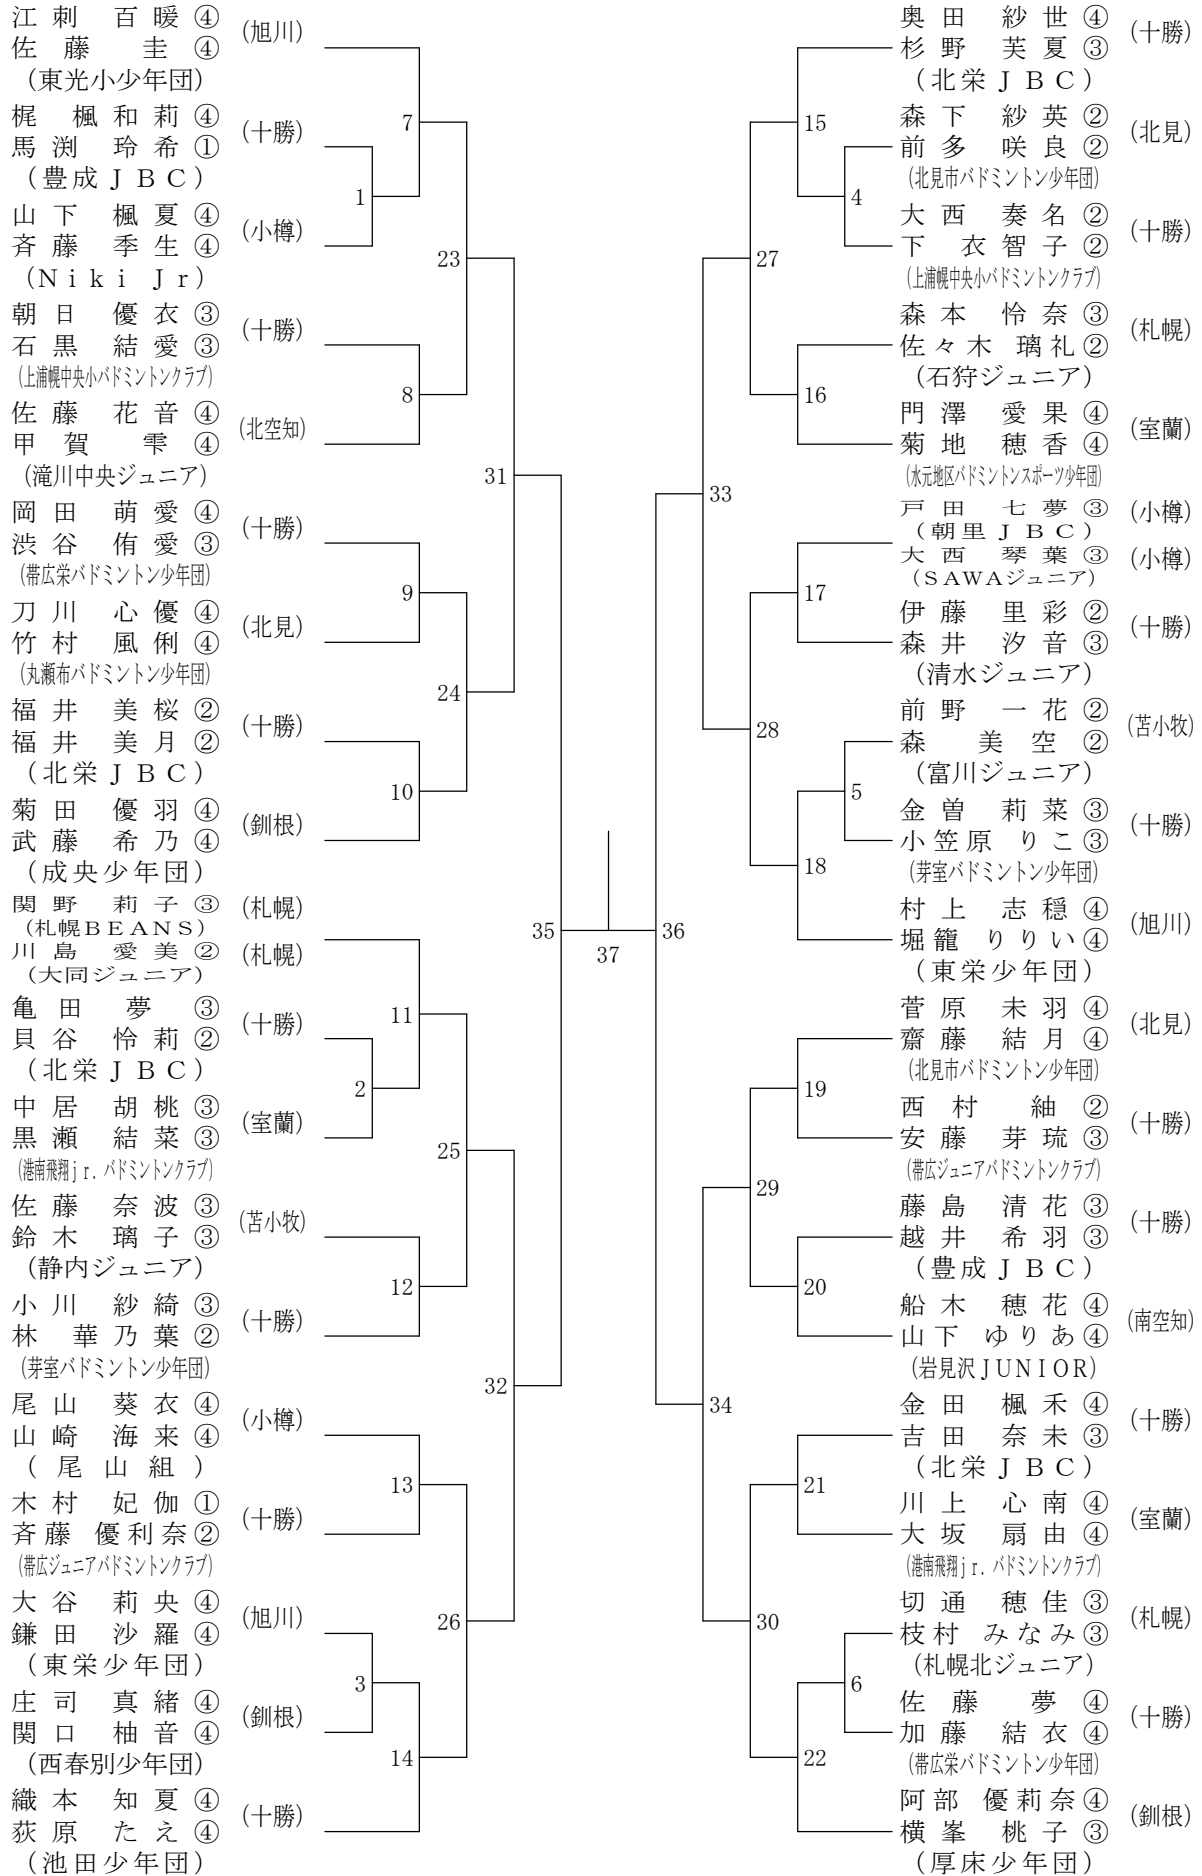 江刺 百暖④
佐藤 圭④
(旭川)
(東光小少年団)
梶 楓和莉④
馬渕 玲希①
(十勝)
(豊成JBC)
山下 楓夏④
斉藤 季生④
(小樽)
(Niki Jr)
朝日 優衣③
石黒 結愛③
(十勝)
(上浦幌中央小バドミントンクラブ)
佐藤 花音④
甲賀 雫④
(北空知)
(滝川中央ジュニア)
岡田 萌愛④
渋谷 侑愛③
(十勝)
(帯広栄バドミントン少年団)
刀川 心優④
竹村 風俐④
(北見)
(丸瀬布バドミントン少年団)
福井 美桜②
福井 美月②
(十勝)
(北栄JBC)
菊田 優羽④
武藤 希乃④
(釧根)
(成央少年団)
関野 莉子③
(札幌)
(札幌BEANS)
川島 愛美②
(札幌)
(大同ジュニア)
亀田 夢③
貝谷 怜莉②
(十勝)
(北栄JBC)
中居 胡桃③
黒瀬 結菜③
(室蘭)
(港南飛翔jr.バドミントンクラブ)
佐藤 奈波③
鈴木 璃子③
(苫小牧)
(静内ジュニア)
小川 紗綺③
林 華乃葉②
(十勝)
(芽室バドミントン少年団)
尾山 葵衣④
山崎 海来④
(小樽)
(尾山組)
木村 妃伽①
斉藤 優利奈②
(十勝)
(帯広ジュニアバドミントンクラブ)
大谷 莉央④
鎌田 沙羅④
(旭川)
(東栄少年団)
庄司 真緒④
関口 柚音④
(釧根)
(西春別少年団)
織本 知夏④
荻原 たえ④
(十勝)
(池田少年団)
1
2
3
7
8
9
10
11
12
13
14
23
24
25
26
31
32
35
37
36
33
34
27
28
29
30
15
16
17
18
19
20
21
22
4
5
6
奥田 紗世④
杉野 芙夏③
(十勝)
(北栄JBC)
森下 紗英②
前多 咲良②
(北見)
(北見市バドミントン少年団)
大西 奏名②
下 衣智子②
(十勝)
(上浦幌中央小バドミントンクラブ)
森本 怜奈③
佐々木 璃礼②
(札幌)
(石狩ジュニア)
門澤 愛果④
菊地 穂香④
(室蘭)
(水元地区バドミントンスポーツ少年団)
戸田 七夢③
(小樽)
(朝里JBC)
大西 琴葉③
(小樽)
(SAWAジュニア)
伊藤 里彩②
森井 汐音③
(十勝)
(清水ジュニア)
前野 一花②
森 美空②
(苫小牧)
(富川ジュニア)
金曽 莉菜③
小笠原 りこ③
(十勝)
(芽室バドミントン少年団)
村上 志穏④
堀籠 りりい④
(旭川)
(東栄少年団)
菅原 未羽④
齋藤 結月④
(北見)
(北見市バドミントン少年団)
西村 紬②
安藤 芽琉③
(十勝)
(帯広ジュニアバドミントンクラブ)
藤島 清花③
越井 希羽③
(十勝)
(豊成JBC)
船木 穂花④
山下 ゆりあ④
(南空知)
(岩見沢JUNIOR)
金田 楓禾④
吉田 奈未③
(十勝)
(北栄JBC)
川上 心南④
大坂 扇由④
(室蘭)
(港南飛翔jr.バドミントンクラブ)
切通 穂佳③
枝村 みなみ③
(札幌)
(札幌北ジュニア)
佐藤 夢④
加藤 結衣④
(十勝)
(帯広栄バドミントン少年団)
阿部 優莉奈④
横峯 桃子③
(釧根)
(厚床少年団)